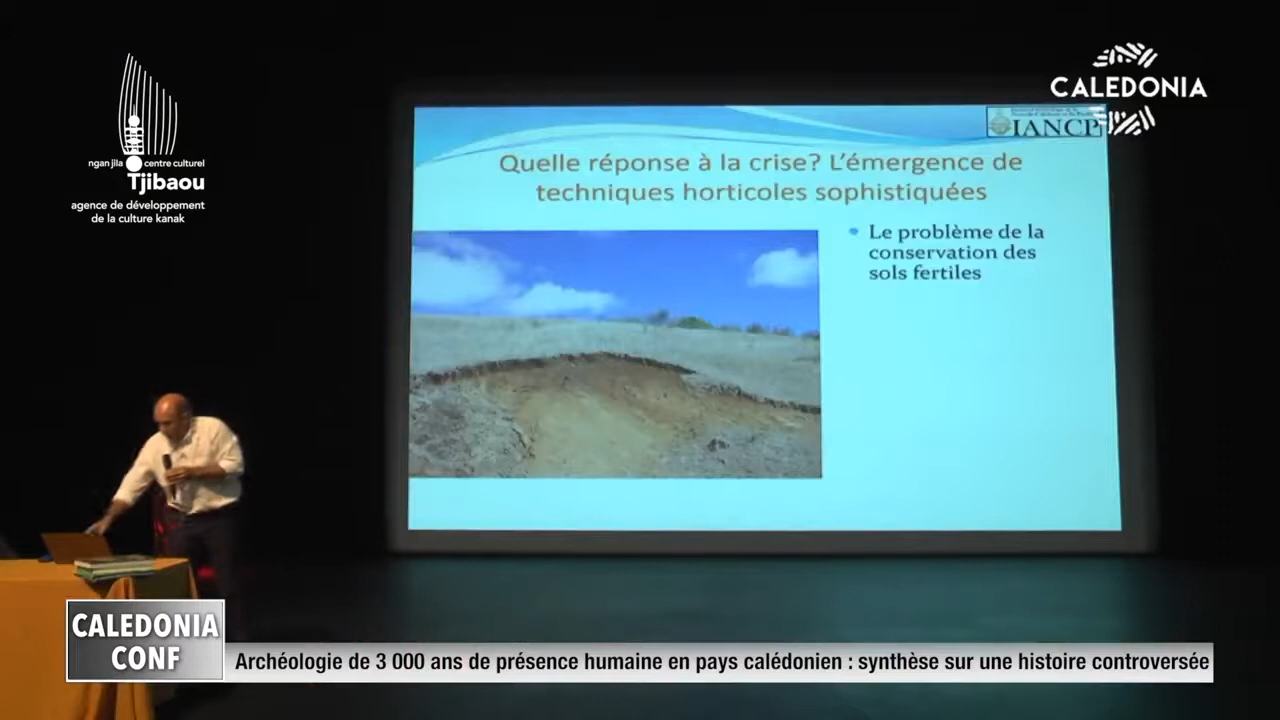 ngan jila centre culturel
Tjibaou
agence de développement
de la culture kanak
CALEDONIA
IANCP
Quelle réponse à la crise? L'émergence de
techniques horticoles sophistiquées
Le problème de la
conservation des
sols fertiles
CALEDONIA
CONF
Archéologie de 3 000 ans de présence humaine en pays calédonien : synthèse sur une histoire controversée